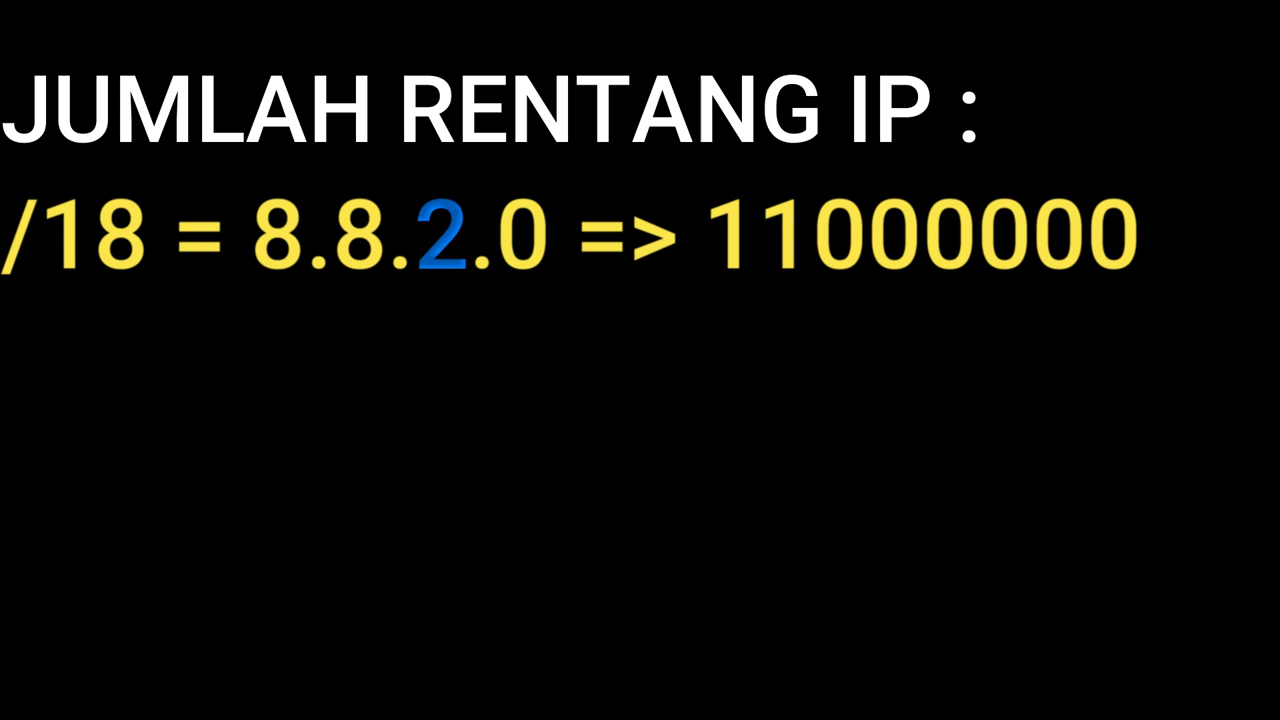 JUMLAH RENTANG IP :
/18 = 8.8.2.0 => 11000000